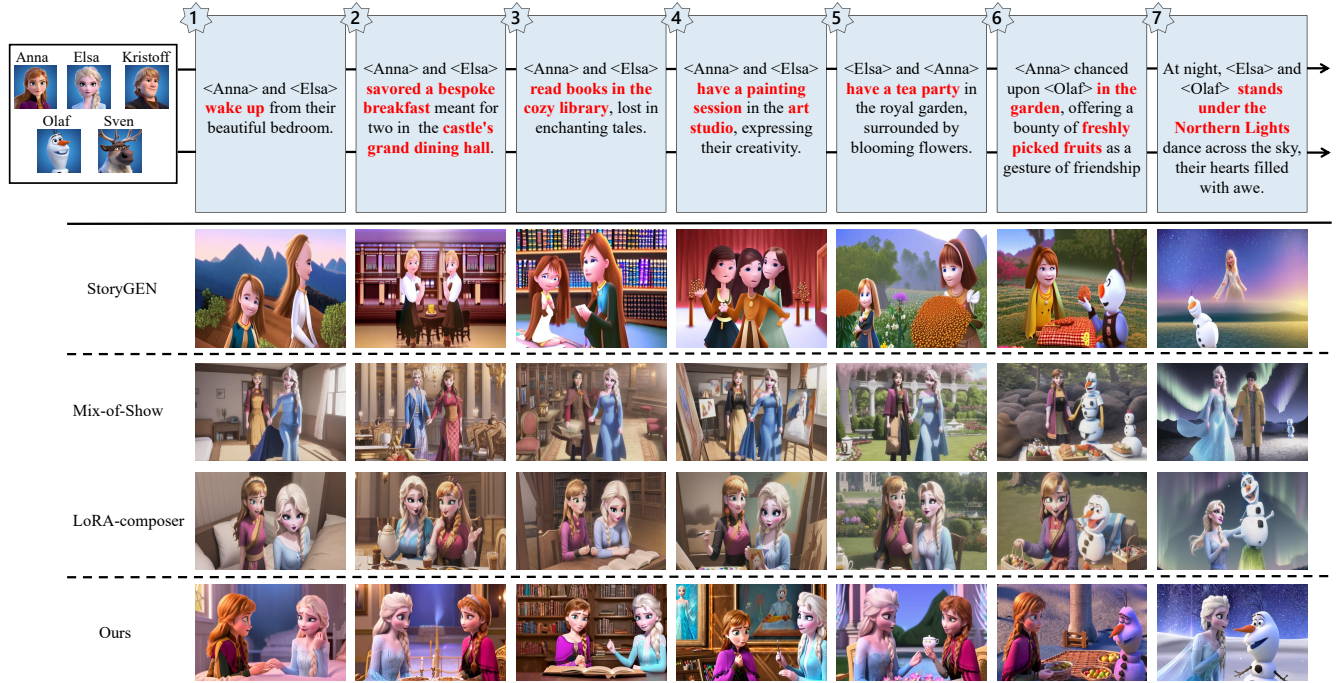 1
2
3
4
5
6
7
Anna
Elsa
Kristoff
Olaf
Sven
<Anna> and <Elsa>
wake up from their
beautiful bedroom.
<Anna> and <Elsa>
savored a bespoke
breakfast meant for
two in the castle's
grand dining hall.
<Anna> and <Elsa>
read books in the
cozy library, lost in
enchanting tales.
<Anna> and <Elsa>
have a painting
session in the art
studio, expressing
their creativity.
<Elsa> and <Anna>
have a tea party in
the royal garden,
surrounded by
blooming flowers.
<Anna> chanced
upon <Olaf> in the
garden, offering a
bounty of freshly
picked fruits as a
gesture of friendship
At night, <Elsa> and
<Olaf> stands
under the
Northern Lights
dance across the sky,
their hearts filled
with awe.
StoryGEN
Mix-of-Show
LoRA-composer
Ours